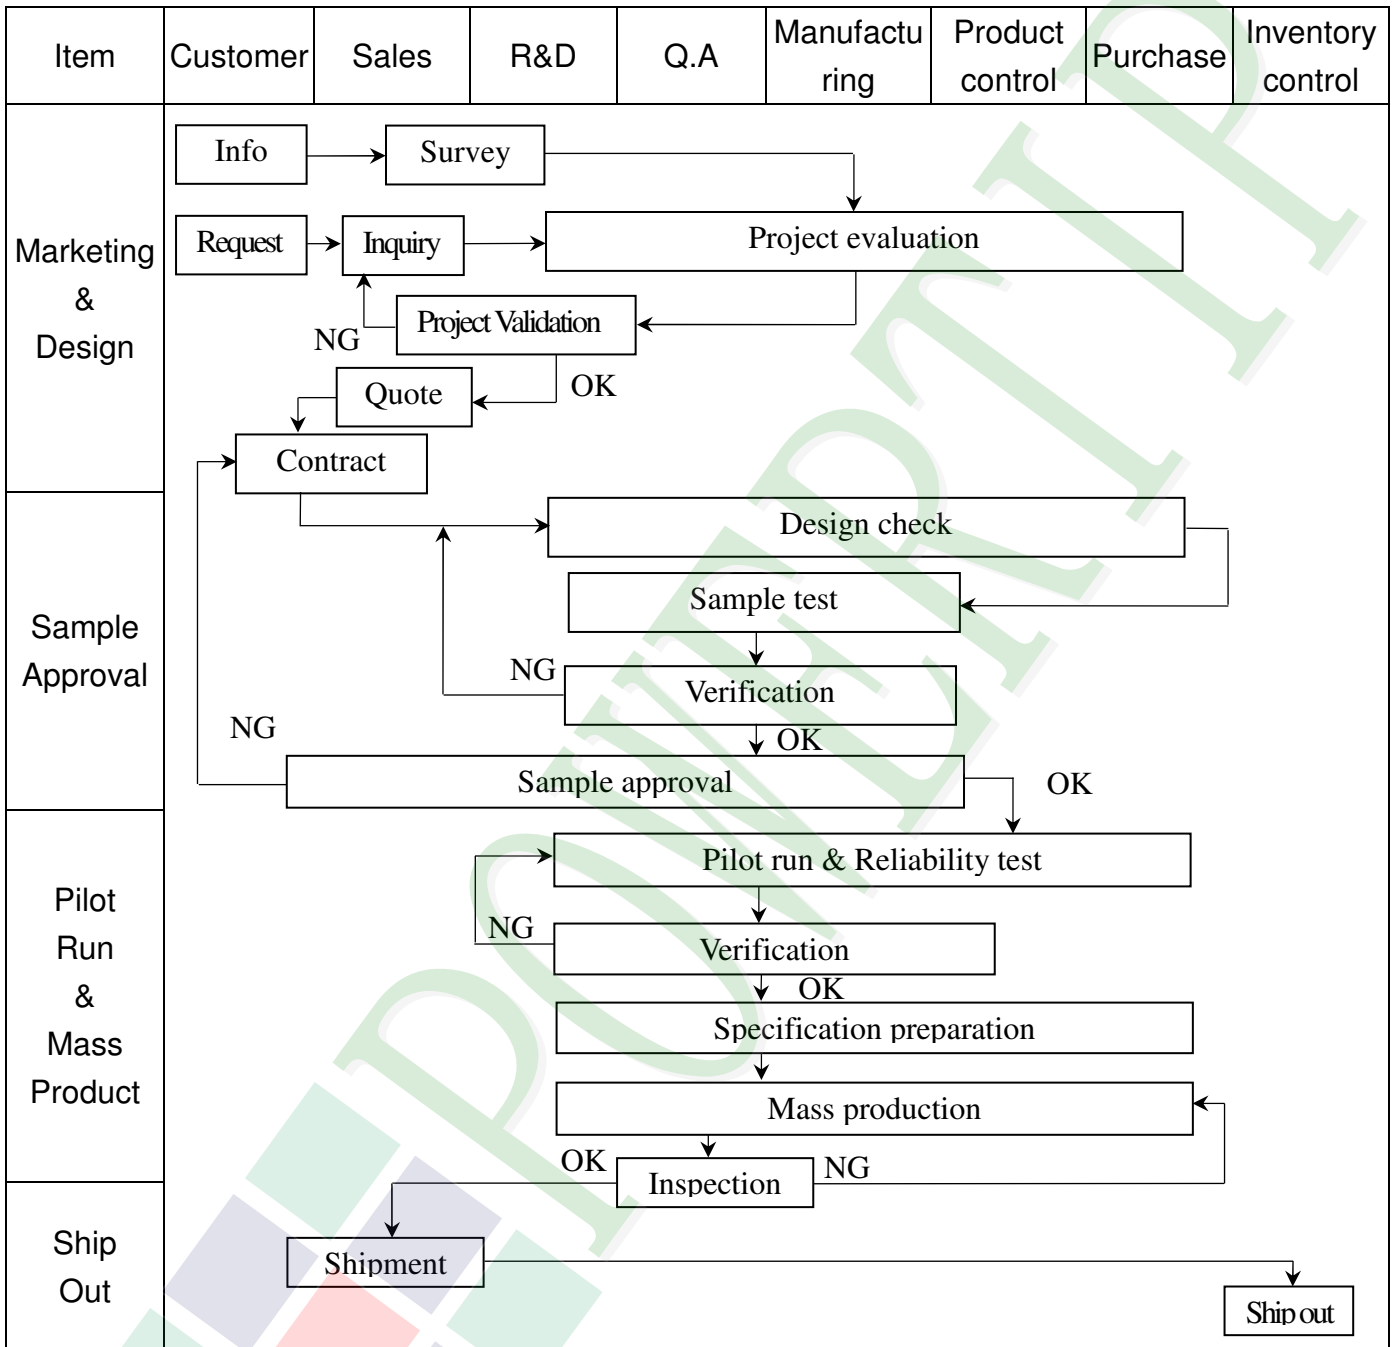 Item
Customer
Sales
R&D
Q.A
Manufactu
ring
Product
control
Purchase
Inventory
control
Marketing
&
Design
Info
Survey
Request
Inquiry
Project evaluation
Project Validation
NG
OK
Quote
Contract
Sample
Approval
Design check
Sample test
NG
Verification
OK
NG
Sample approval
OK
Pilot
Run
&
Mass
Product
Pilot run & Reliability test
NG
Verification
OK
Specification preparation
Mass production
OK
Inspection
NG
Ship
Out
Shipment
Ship out
POWERTIP